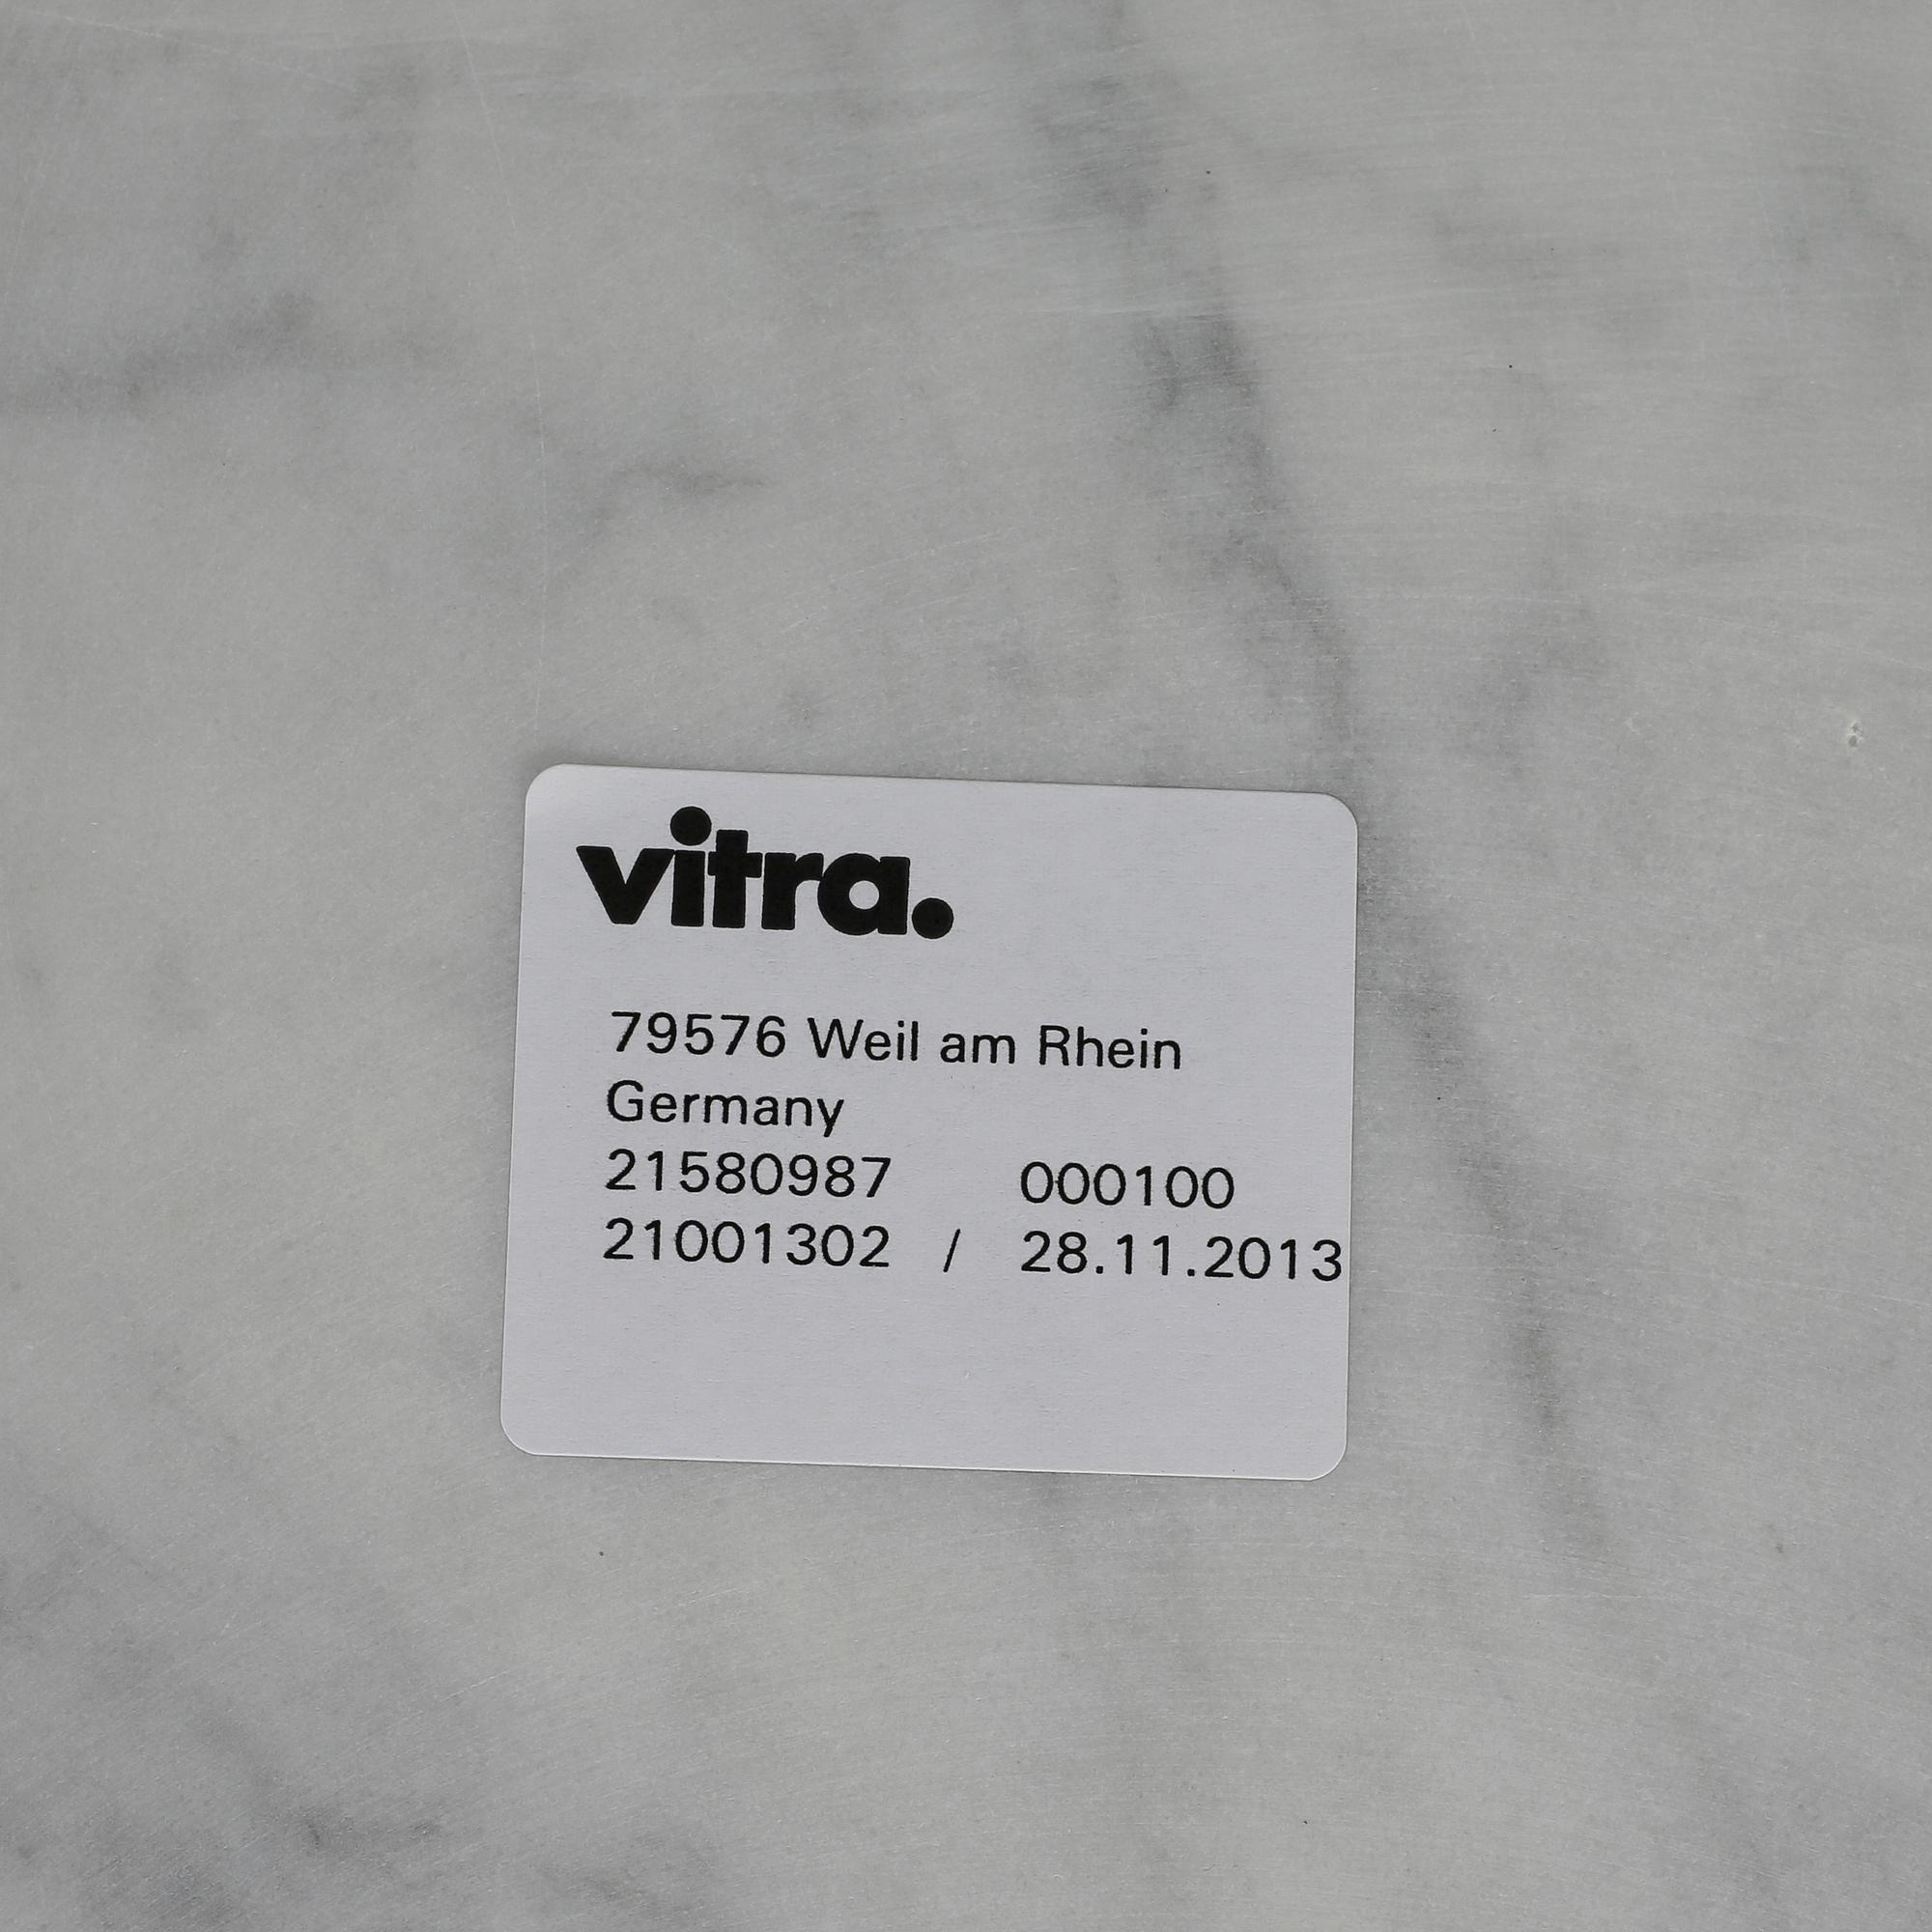 vitra.
79576 Weil am Rhein
Germany
21580987 000100
21001302 / 28.11.2013